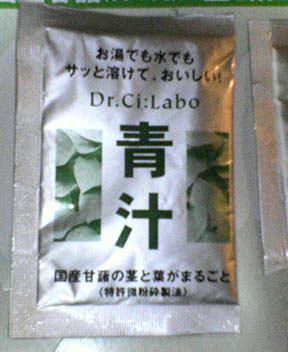 お湯でも水でも
サッと溶けて、おいしい!
Dr.Ci:Labo
青汁
国産甘藷の茎と葉がまるごと
〈特許微粉砕製法〉